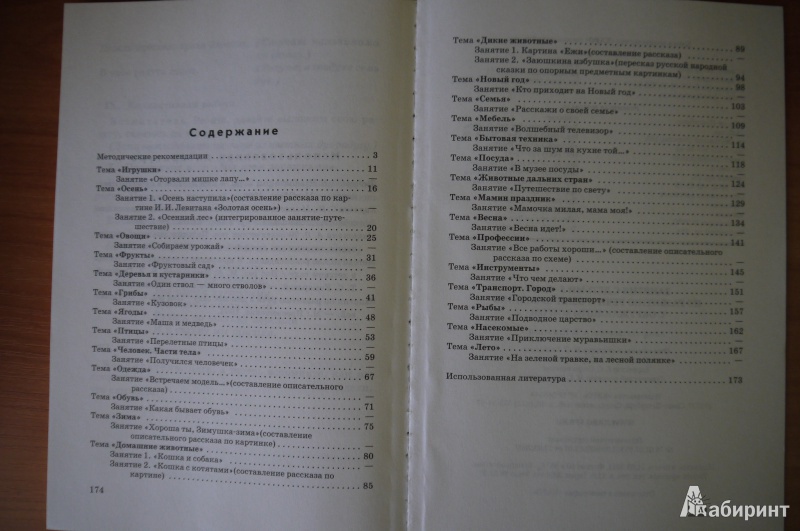 Содержание
Методические рекомендации 3
Тема «Игрушки» 11
Занятие «Оторвали мишке лапу...» —
Тема «Осень» 16
Занятие 1. «Осень наступила»(составление рассказа по кар-
тине И.И. Левитана «Золотая осень») —
Занятие 2. «Осенний лес» (интегрированное занятие-путе-
шествие) 20
Тема «Овощи» 25
Занятие «Собираем урожай» —
Тема «Фрукты» 31
Занятие «Фруктовый сад» —
Тема «Деревья и кустарники» 36
Занятие «Один ствол — много стволов» —
Тема «Грибы» 41
Занятие «Кузовок» —
Тема «Ягоды» 48
Занятие «Маша и медведь» —
Тема «Птицы» 53
Занятие «Перелетные птицы» —
Тема «Человек. Части тела» 59
Занятие «Получился человечек» —
Тема «Одежда» 67
Занятие «Встречаем модель...»(составление описательного
рассказа) —
Тема «Обувь» 71
Занятие «Какая бывает обувь» —
Тема «Зима» 75
Занятие «Хороша ты, Зимушка-зима»(составление
описательного рассказа по картинке) —
Тема «Домашние животные» 80
Занятие 1. «Кошка и собака» —
Занятие 2. «Кошка с котятами»(составление рассказа по
картине) 85
174
Тема «Дикие животные» 89
Занятие 1. Картина «Ежи»(составление рассказа) —
Занятие 2. «Заюшкина избушка»(пересказ русской народной
сказки по опорным предметным картинкам) 94
Тема «Новый год» 98
Занятие «Кто приходит на Новый год» —
Тема «Семья» 103
Занятие «Расскажи о своей семье» —
Тема «Мебель» 109
Занятие «Волшебный телевизор» —
Тема «Бытовая техника» 114
Занятие «Что за шум на кухне той...» —
Тема «Посуда» 118
Занятие «В музее посуды» —
Тема «Животные дальних стран» 124
Занятие «Путешествие по свету» —
Тема «Мамин праздник» 129
Занятие «Мамочка милая, мама моя!» —
Тема «Весна» 134
Занятие «Весна идет!» —
Тема «Профессии» 141
Занятие «Все работы хороши...» (составление описательного
рассказа по схеме) —
Тема «Инструменты» 145
Занятие «Что чем делают» —
Тема «Транспорт. Город» 151
Занятие «Городской транспорт» —
Тема «Рыбы» 157
Занятие «Подводное царство» —
Тема «Насекомые» 162
Занятие «Приключение муравьишки» —
Тема «Лето» 167
Занятие «На зеленой травке, на лесной полянке» —
Использованная литература 173
Лабиринт